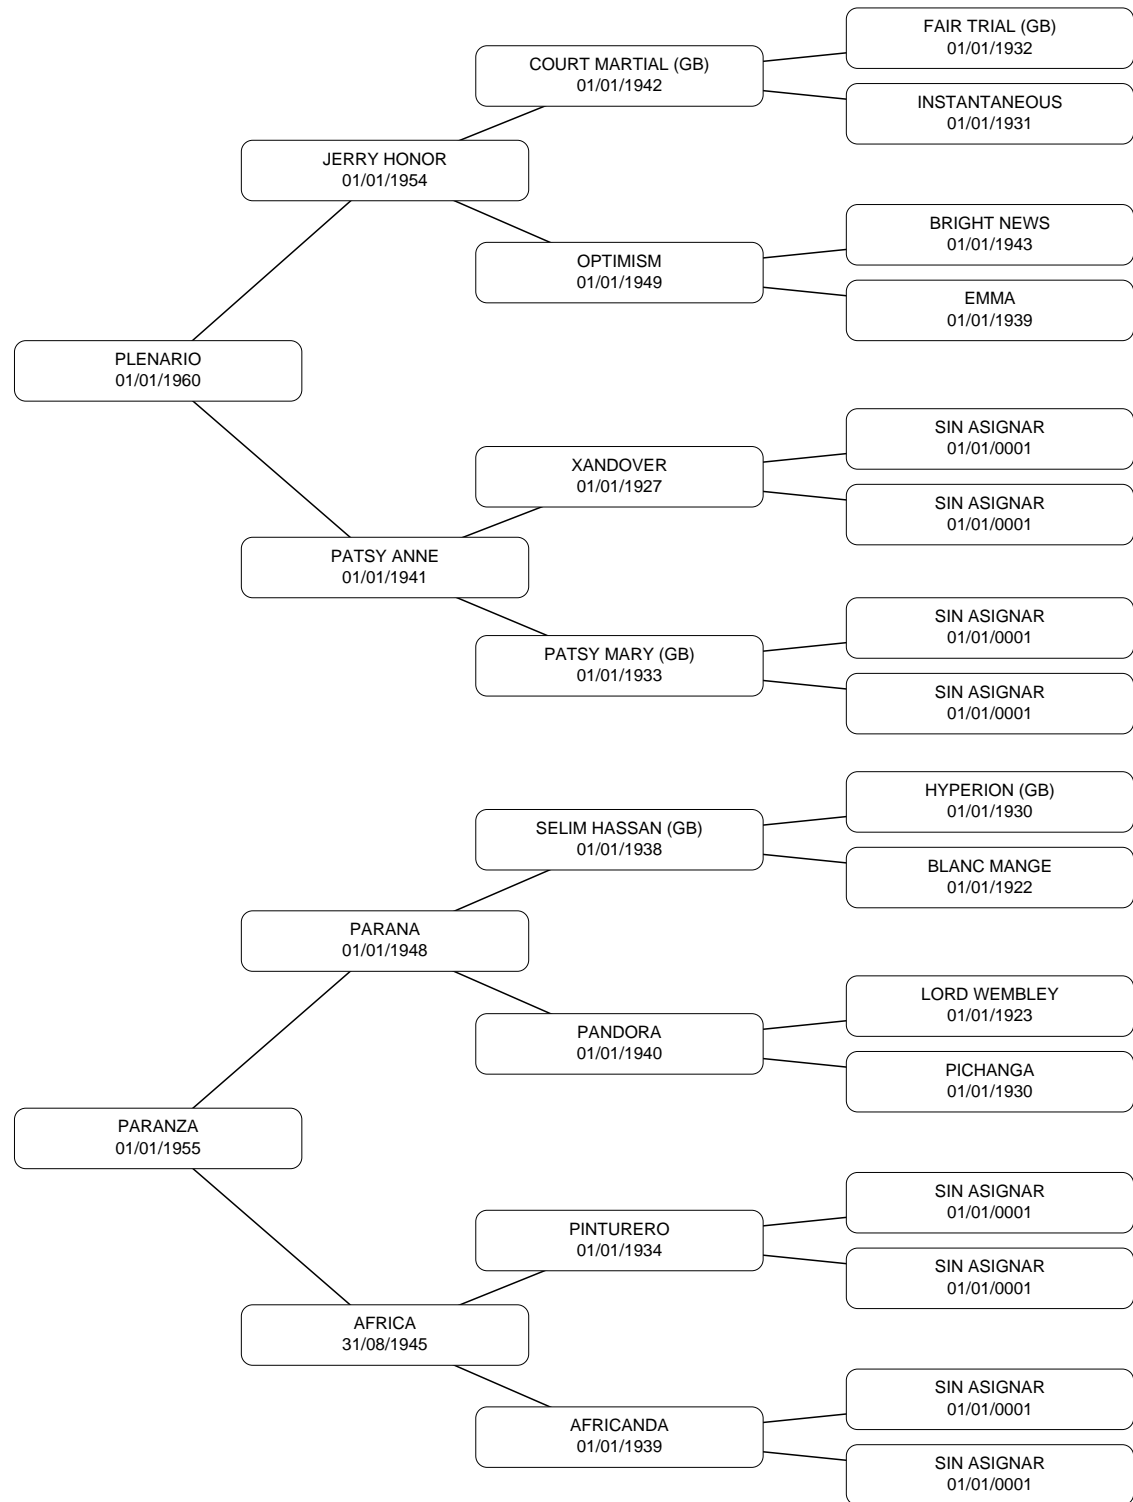 FAIR TRIAL (GB)
01/01/1932
COURT MARTIAL (GB)
01/01/1942
INSTANTANEOUS
01/01/1931
JERRY HONOR
01/01/1954
BRIGHT NEWS
01/01/1943
OPTIMISM
01/01/1949
EMMA
01/01/1939
PLENARIO
01/01/1960
SIN ASIGNAR
01/01/0001
XANDOVER
01/01/1927
SIN ASIGNAR
01/01/0001
PATSY ANNE
01/01/1941
SIN ASIGNAR
01/01/0001
PATSY MARY (GB)
01/01/1933
SIN ASIGNAR
01/01/0001
HYPERION (GB)
01/01/1930
SELIM HASSAN (GB)
01/01/1938
BLANC MANGE
01/01/1922
PARANA
01/01/1948
LORD WEMBLEY
01/01/1923
PANDORA
01/01/1940
PICHANGA
01/01/1930
PARANZA
01/01/1955
SIN ASIGNAR
01/01/0001
PINTURERO
01/01/1934
SIN ASIGNAR
01/01/0001
AFRICA
31/08/1945
SIN ASIGNAR
01/01/0001
AFRICANDA
01/01/1939
SIN ASIGNAR
01/01/0001